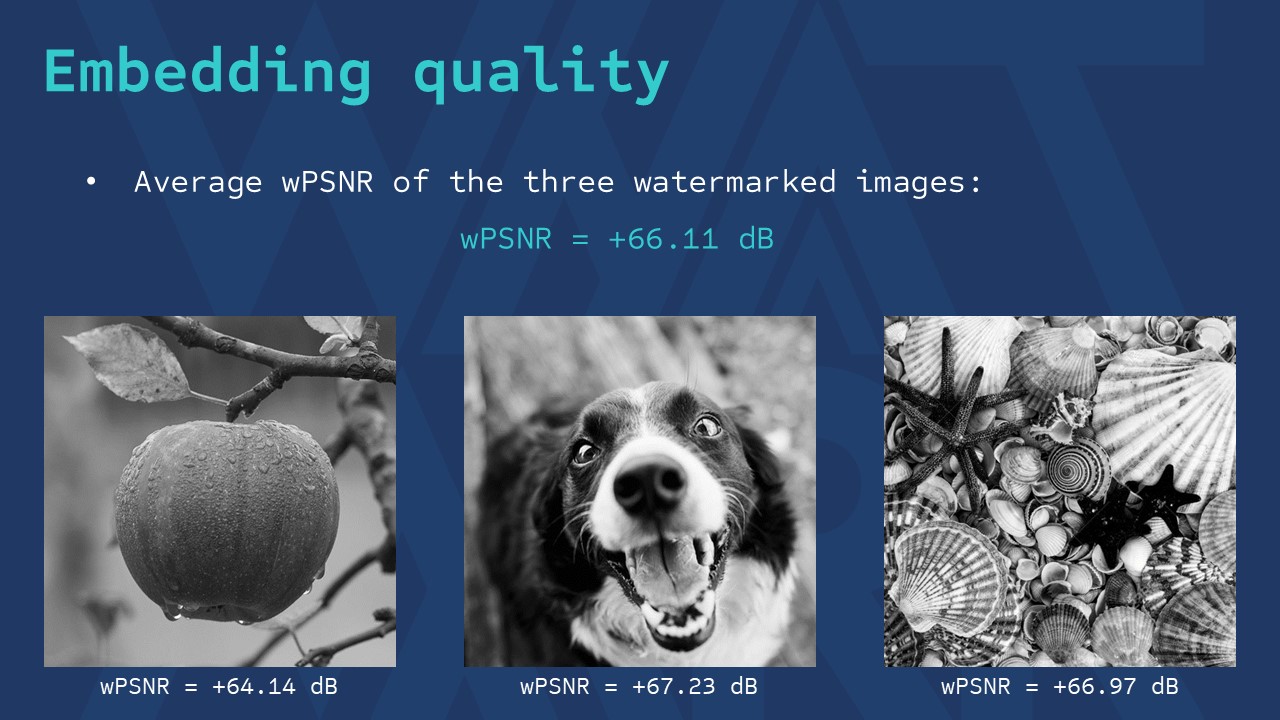 Embedding quality
• Average wPSNR of the three watermarked images:
wPSNR = +66.11 dB
wPSNR = +64.14 dB
wPSNR = +67.23 dB
wPSNR = +66.97 dB